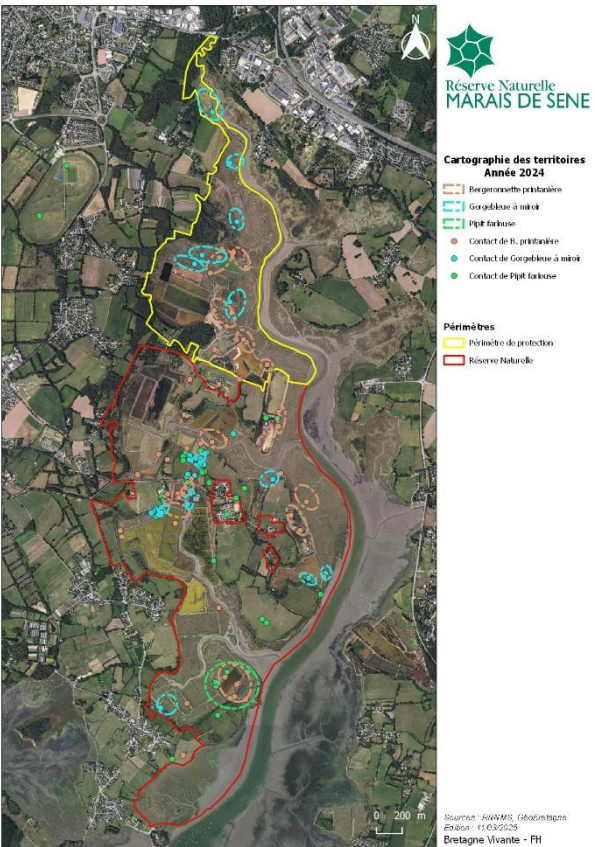 N
Réserve Naturelle
MARAIS DE SENE
Cartographie des territoires
Année 2024
Bergeronnette printanière
Gorgebleue à miroir
Pipit farlouse
Contact de B. printanière
Contact de Gorgebleue à miroir
Contact de Pipit farlouse
Périmètres
Périmètre de protection
Réserve Naturelle
0 200 m
Sources : RNNMS, GéoBretagne
Edition : 11/03/2025
Bretagne Vivante - FH